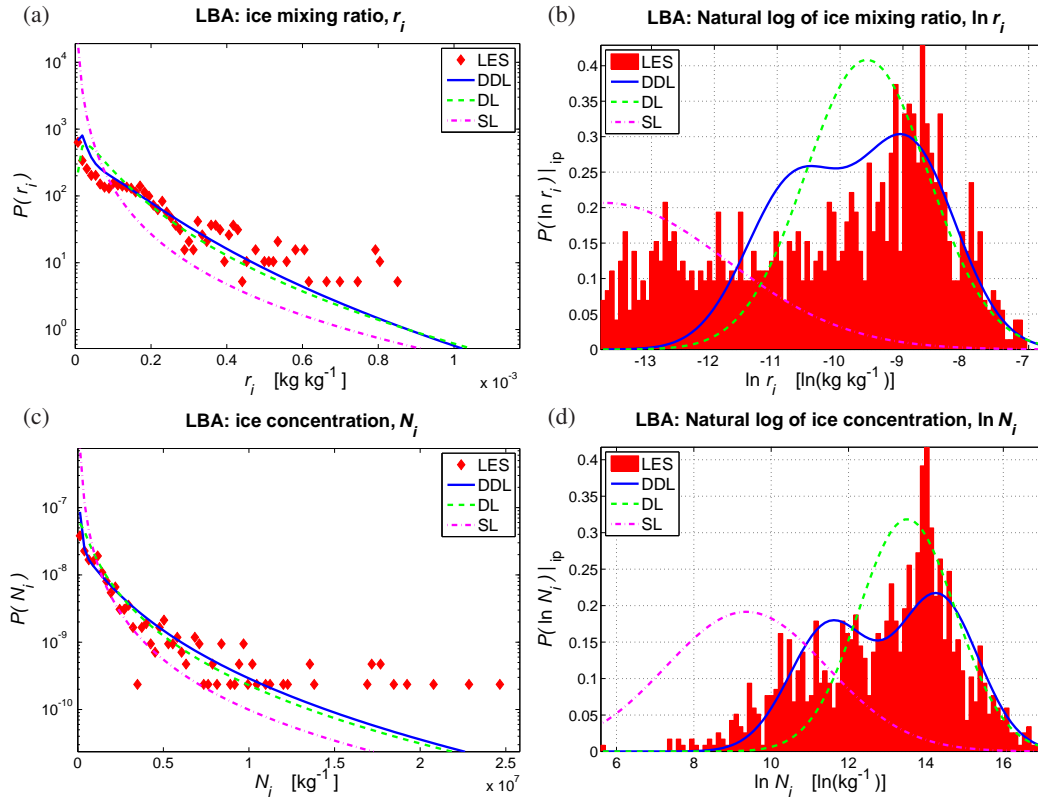 (a)
LBA: ice mixing ratio, r_i
10^4
10^3
10^2
10^1
10^0
P( r_i )
LES
DDL
DL
SL
0 0.2 0.4 0.6 0.8 1
x 10^-3
r_i [kg kg^-1]
(b)
LBA: Natural log of ice mixing ratio, ln r_i
0.4
0.35
0.3
0.25
0.2
0.15
0.1
0.05
0
P( ln r_i ) |_ip
LES
DDL
DL
SL
-13 -12 -11 -10 -9 -8 -7
ln r_i [ln(kg kg^-1)]
(c)
LBA: ice concentration, N_i
10^-7
10^-8
10^-9
10^-10
P( N_i )
LES
DDL
DL
SL
0 0.5 1 1.5 2 2.5
x 10^7
N_i [kg^-1]
(d)
LBA: Natural log of ice concentration, ln N_i
0.4
0.35
0.3
0.25
0.2
0.15
0.1
0.05
0
P( ln N_i ) |_ip
LES
DDL
DL
SL
6 8 10 12 14 16
ln N_i [ln(kg^-1)]